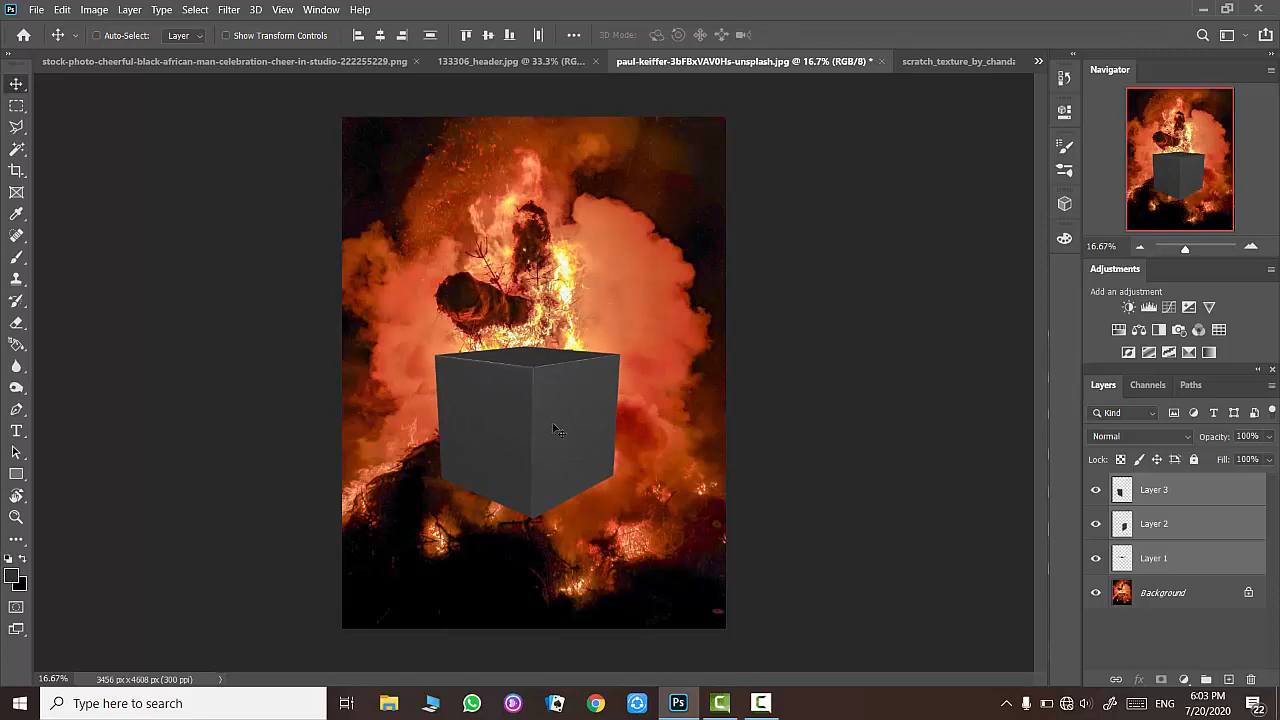 Ps File Edit Image Layer Type Select Filter 3D View Window Help
Auto-Select: Layer Show Transform Controls 3D Mode:
stock-photo-cheerful-black-african-man-celebration-cheer-in-studio-222255229.png 133306_header.jpg @ 33.3% (RG... paul-keiffer-3bFBxVAV0Hs-unsplash.jpg @ 16.7% (RGB/8) * scratch_texture_by_chanda
Navigator
16.67%
Adjustments
Add an adjustment
Layers Channels Paths
Kind
Normal Opacity: 100%
Lock: Fill: 100%
Layer 3
Layer 2
Layer 1
Background
16.67% 3456 px x 4608 px (300 ppi)
Type here to search
Ps
ENG
6:03 PM
7/20/2020
22